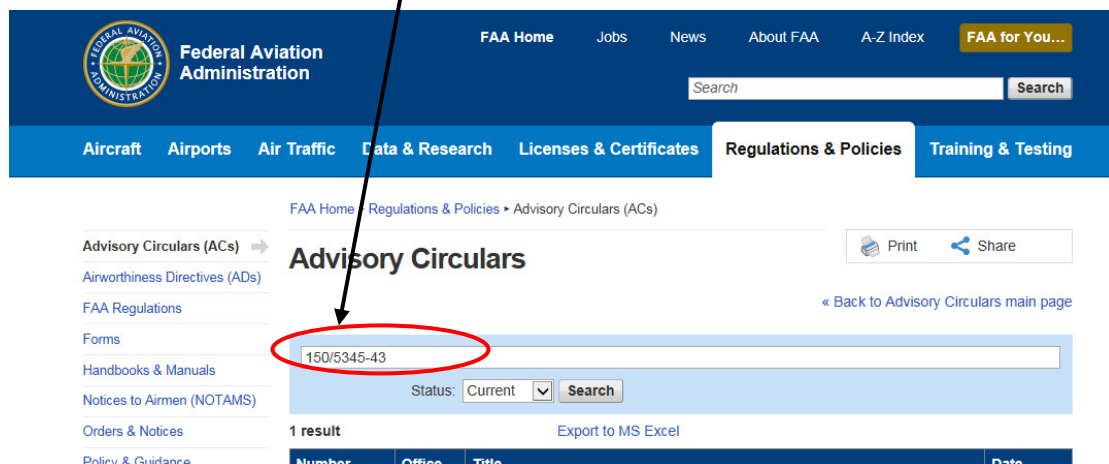 FAA Home Jobs News About FAA A-Z Index FAA for You...
Federal Aviation
Administration
FEDERAL AVIATION
ADMINISTRATION
Search Search
Aircraft Airports Air Traffic Data & Research Licenses & Certificates Regulations & Policies Training & Testing
FAA Home ▸ Regulations & Policies ▸ Advisory Circulars (ACs)
Advisory Circulars (ACs)
Airworthiness Directives (ADs)
FAA Regulations
Forms
Handbooks & Manuals
Notices to Airmen (NOTAMS)
Orders & Notices
Policy & Guidance
Advisory Circulars
Print Share
« Back to Advisory Circulars main page
150/5345-43
Status: Current Search
1 result Export to MS Excel
Number Office Title Date